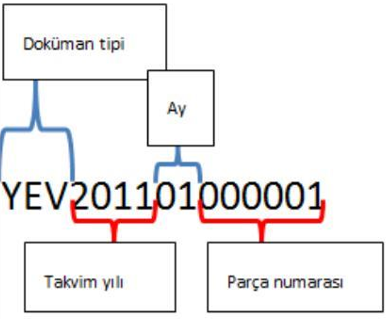 Doküman tipi
Ay
YEV201101000001
Takvim yılı
Parça numarası